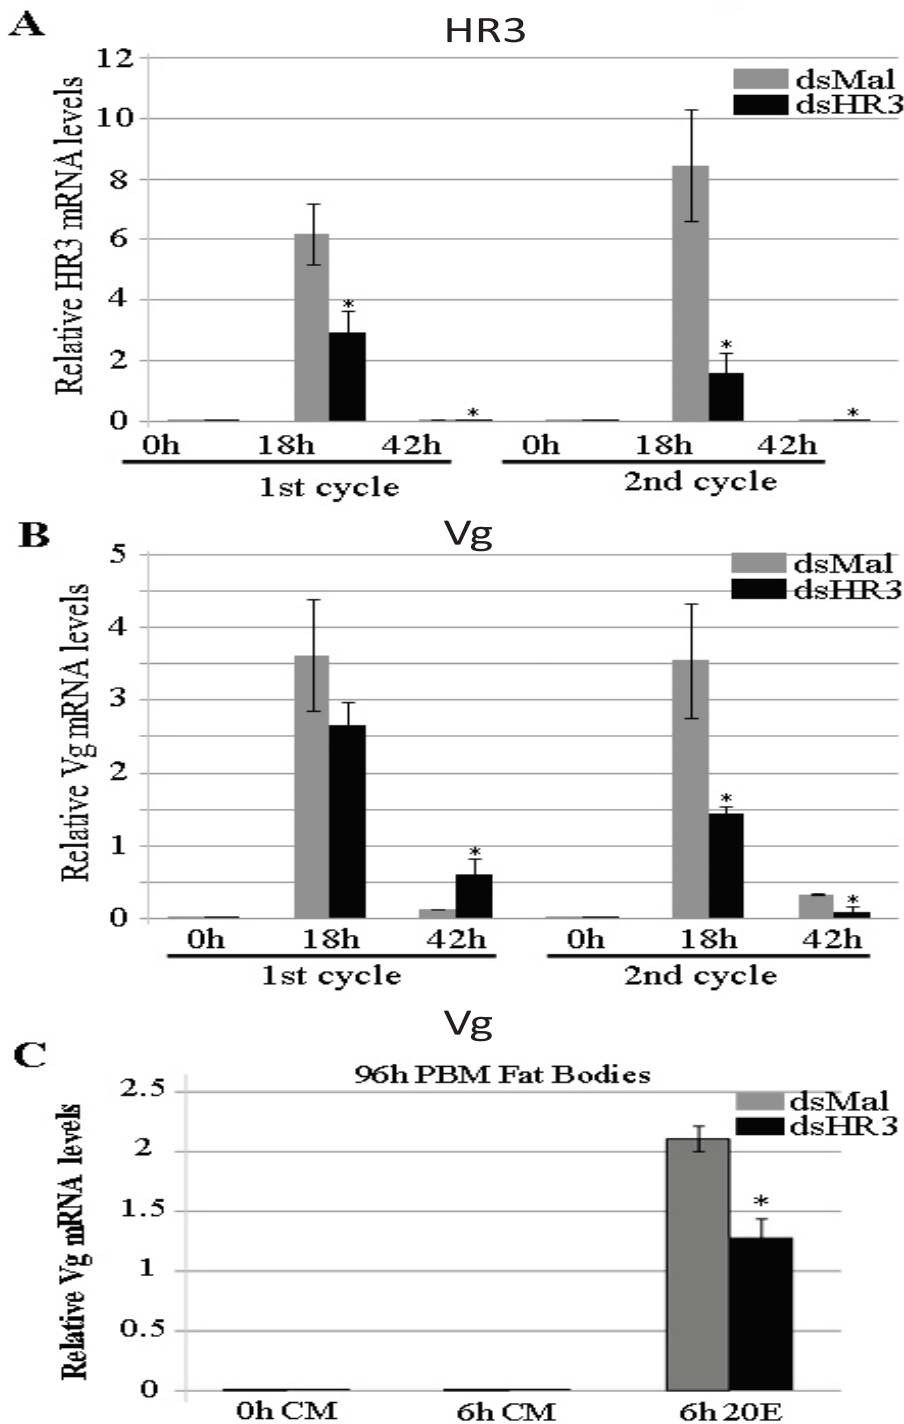 A
HR3
Relative HR3 mRNA levels
12
10
8
6
4
2
0
dsMal
dsHR3
*
*
*
*
0h 18h 42h 0h 18h 42h
1st cycle 2nd cycle
B
Vg
Relative Vg mRNA levels
5
4
3
2
1
0
dsMal
dsHR3
*
*
*
0h 18h 42h 0h 18h 42h
1st cycle 2nd cycle
Vg
C
96h PBM Fat Bodies
Relative Vg mRNA levels
2.5
2
1.5
1
0.5
0
dsMal
dsHR3
*
0h CM 6h CM 6h 20E